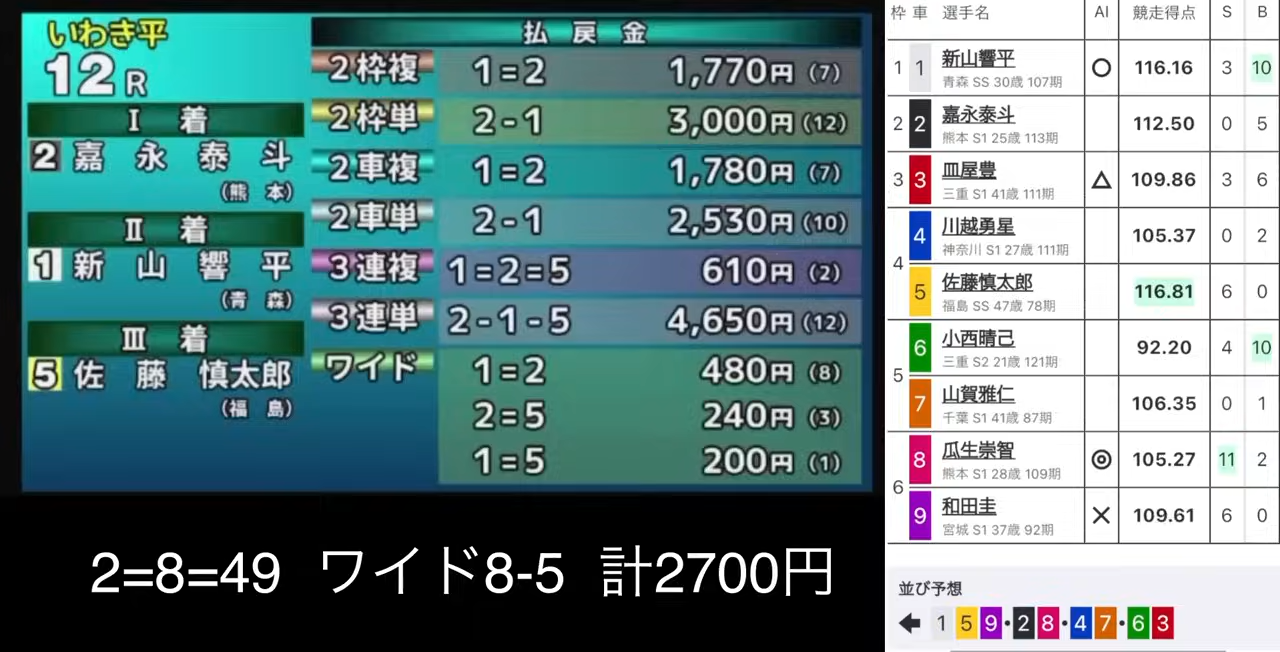 いわき平
12R
払戻金
2枠複 1=2 1,770円(7)
2枠単 2-1 3,000円(12)
2車複 1=2 1,780円(7)
2車単 2-1 2,530円(10)
3連複 1=2=5 610円(2)
3連単 2-1-5 4,650円(12)
ワイド 1=2 480円(8)
2=5 240円(3)
1=5 200円(1)
I 着
2 嘉永泰斗
(熊本)
II 着
1 新山響平
(青森)
III 着
5 佐藤慎太郎
(福島)
2=8=49 ワイド8-5 計2700円
枠 車 選手名 AI 競走得点 S B
1 1 新山響平 ○ 116.16 3 10
青森 SS 30歳 107期
2 2 嘉永泰斗 112.50 0 5
熊本 S1 25歳 113期
3 3 皿屋豊 △ 109.86 3 6
三重 S1 41歳 111期
4 4 川越勇星 105.37 0 2
神奈川 S1 27歳 111期
5 佐藤慎太郎 116.81 6 0
福島 SS 47歳 78期
5 6 小西晴己 92.20 4 10
三重 S2 21歳 121期
7 山賀雅仁 106.35 0 1
千葉 S1 41歳 87期
6 8 瓜生崇智 ◎ 105.27 11 2
熊本 S1 28歳 109期
9 和田圭 × 109.61 6 0
宮城 S1 37歳 92期
並び予想
← 1 5 9・2 8・4 7・6 3